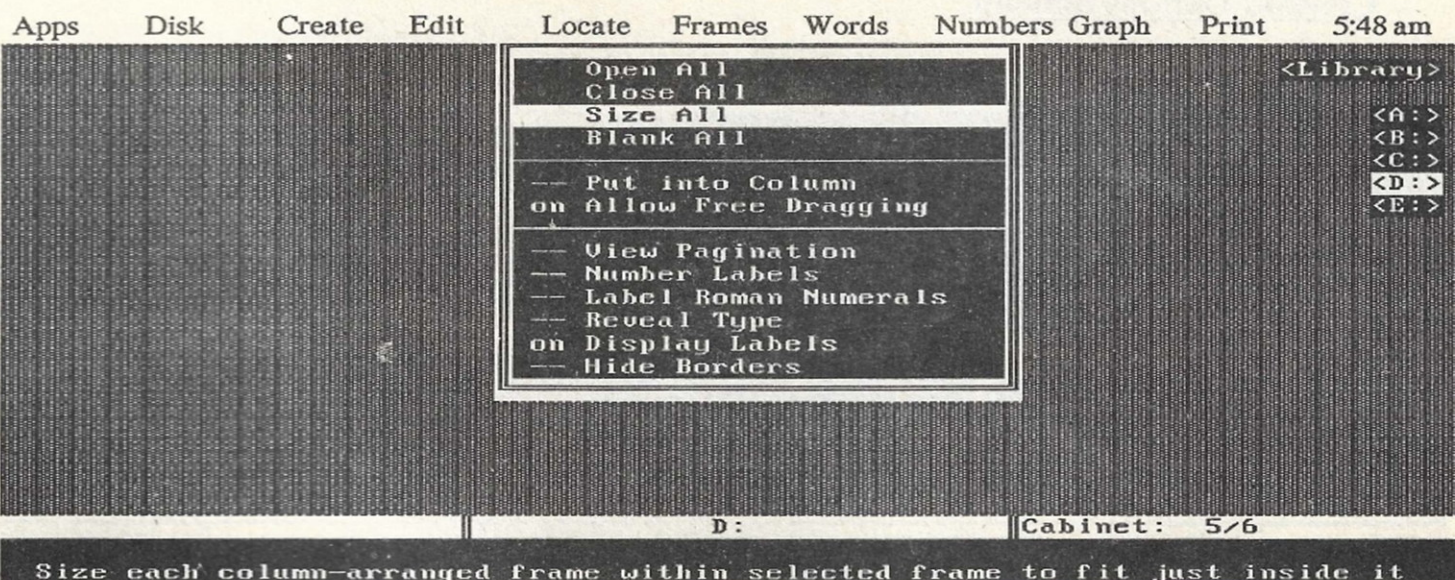 Apps Disk Create Edit Locate Frames Words Numbers Graph Print 5:48 am
Open All
Close All
Size All
Blank All
-- Put into Column
on Allow Free Dragging
-- View Pagination
-- Number Labels
-- Label Roman Numerals
-- Reveal Type
on Display Labels
-- Hide Borders
<Library>
<A:>
<B:>
<C:>
<D:>
<E:>
D: Cabinet: 5/6
Size each column-arranged frame within selected frame to fit just inside it